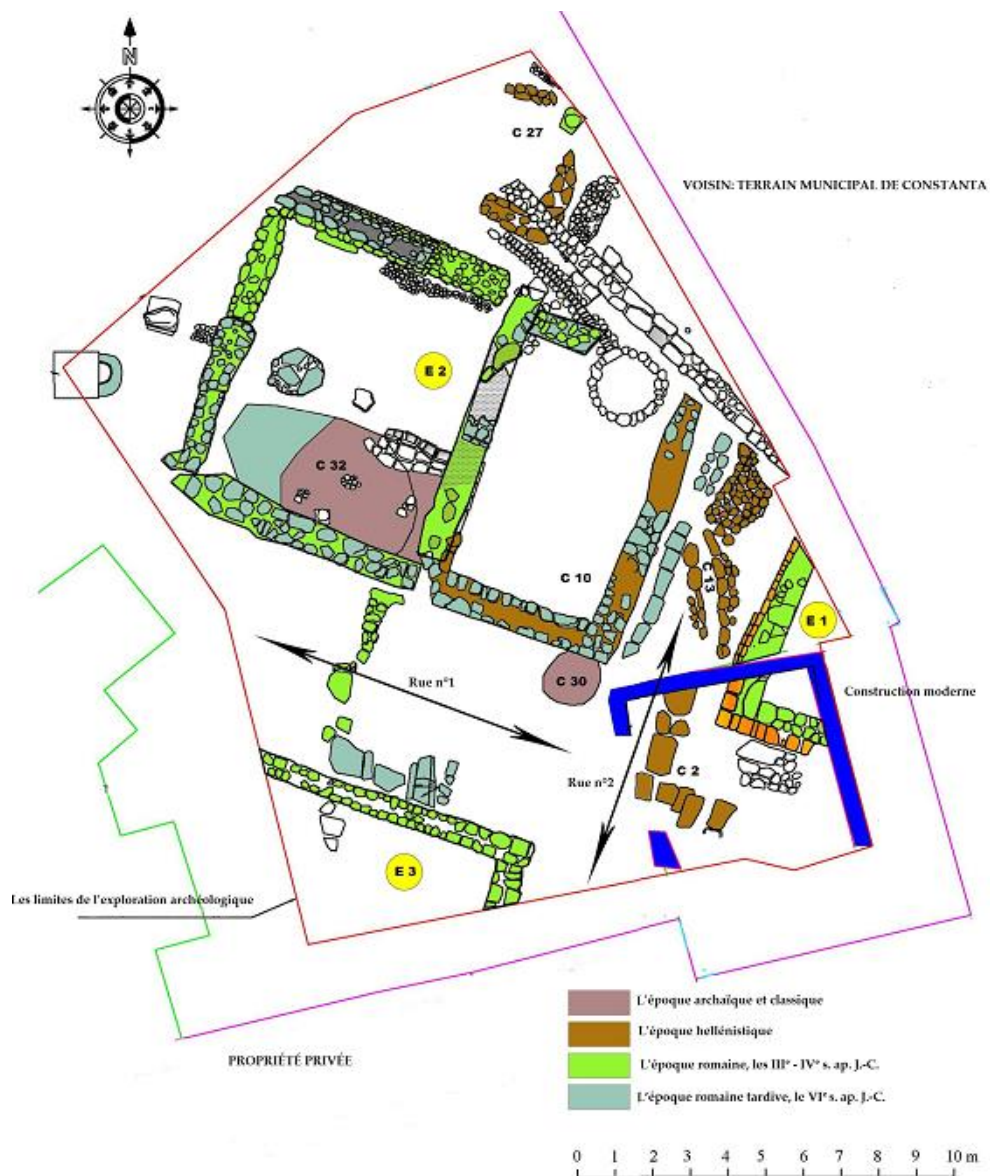 N
C 27
VOISIN: TERRAIN MUNICIPAL DE CONSTANTA
E 2
C 32
C 10
C 13
E 1
C 30
Rue n°1
Construction moderne
Rue n°2
C 2
E 3
Les limites de l'exploration archéologique
L'époque archaïque et classique
L'époque hellénistique
L'époque romaine, les IIIᵉ - IVᵉ s. ap. J.-C.
L'époque romaine tardive, le VIᵉ s. ap. J.-C.
PROPRIÉTÉ PRIVÉE
0 1 2 3 4 5 6 7 8 9 10 m